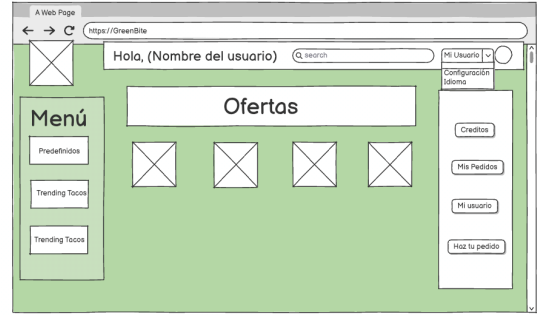 A Web Page
https://GreenBite
Hola, (Nombre del usuario)
search
Mi Usuario
Configuración
Idioma
Menú
Predefinidos
Trending Tacos
Trending Tacos
Ofertas
Creditos
Mis Pedidos
Mi usuario
Haz tu pedido